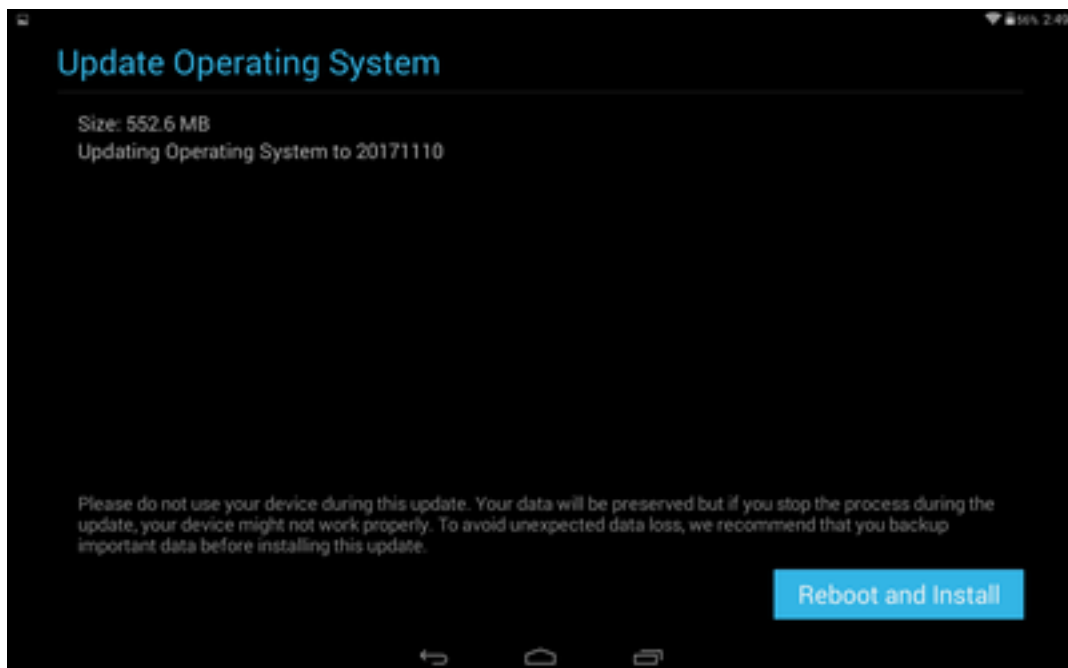 56% 2:49
Update Operating System
Size: 552.6 MB
Updating Operating System to 20171110
Please do not use your device during this update. Your data will be preserved but if you stop the process during the
update, your device might not work properly. To avoid unexpected data loss, we recommend that you backup
important data before installing this update.
Reboot and Install